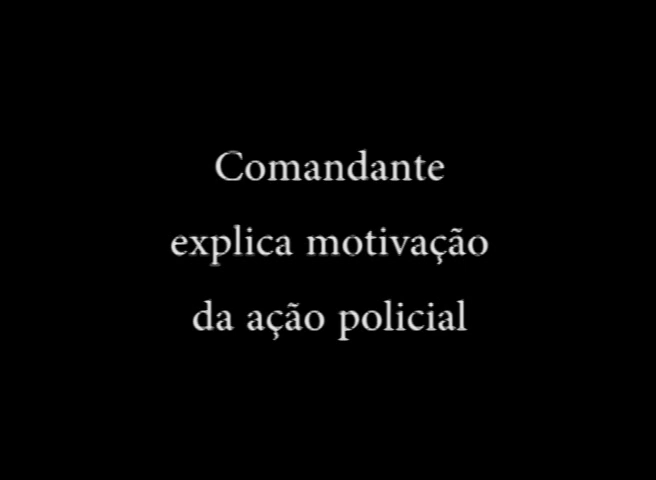 Comandante
explica motivação
da ação policial